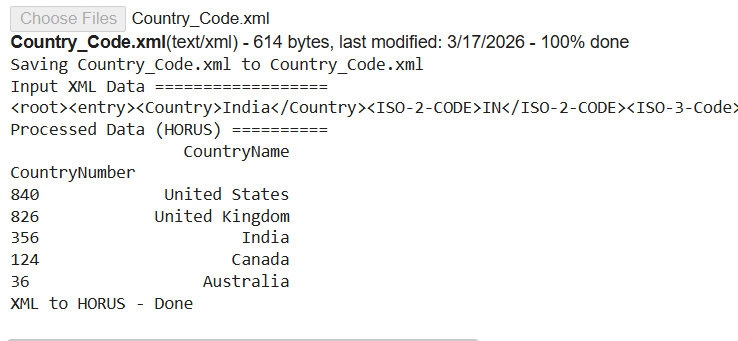 Choose Files Country_Code.xml
Country_Code.xml(text/xml) - 614 bytes, last modified: 3/17/2026 - 100% done
Saving Country_Code.xml to Country_Code.xml
Input XML Data ===================
<root><entry><Country>India</Country><ISO-2-CODE>IN</ISO-2-CODE><ISO-3-Code>
Processed Data (HORUS) ==========
CountryName
CountryNumber
840 United States
826 United Kingdom
356 India
124 Canada
36 Australia
XML to HORUS - Done